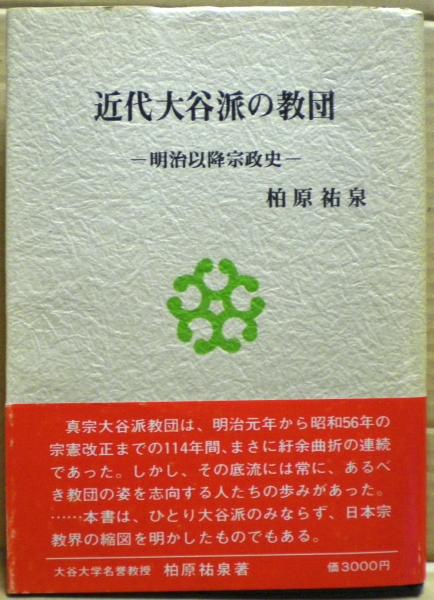 近代大谷派の教団
―明治以降宗政史―
柏原祐泉
真宗大谷派教団は、明治元年から昭和56年の
宗憲改正までの114年間、まさに紆余曲折の連続
であった。しかし、その底流には常に、あるべ
き教団の姿を志向する人たちの歩みがあった。
……本書は、ひとり大谷派のみならず、日本宗
教界の縮図を明かしたものでもある。
大谷大学名誉教授 柏原祐泉著 価3000円